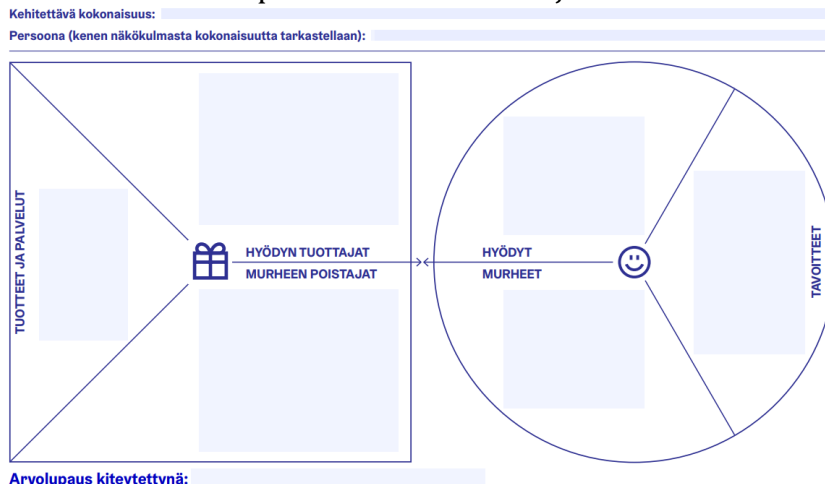 Kehitettävä kokonaisuus:
Persoona (kenen näkökulmasta kokonaisuutta tarkastellaan):
TUOTTEET JA PALVELUT
HYÖDYN TUOTTAJAT
MURHEEN POISTAJAT
HYÖDYT
MURHEET
TAVOITTEET
Arvolupaus kiteytettynä: